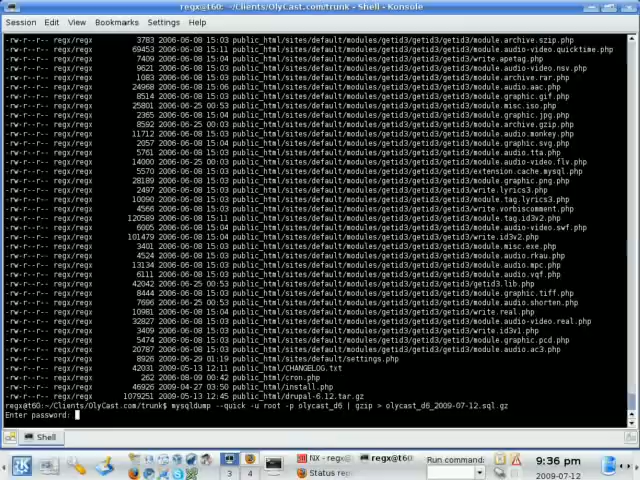 regx@t60: ~/Clients/OlyCast.com/trunk - Shell - Konsole
Session Edit View Bookmarks Settings Help
-rw-r--r-- regx/regx 3783 2006-06-08 15:03 public_html/sites/default/modules/getid3/getid3/getid3/module.archive.szip.php
-rw-r--r-- regx/regx 69453 2006-06-08 15:11 public_html/sites/default/modules/getid3/getid3/getid3/module.audio-video.quicktime.php
-rw-r--r-- regx/regx 7409 2006-06-08 15:04 public_html/sites/default/modules/getid3/getid3/getid3/write.apetag.php
-rw-r--r-- regx/regx 9621 2006-06-08 15:03 public_html/sites/default/modules/getid3/getid3/getid3/module.audio-video.nsv.php
-rw-r--r-- regx/regx 1083 2006-06-08 15:03 public_html/sites/default/modules/getid3/getid3/getid3/module.archive.rar.php
-rw-r--r-- regx/regx 24968 2006-06-08 15:06 public_html/sites/default/modules/getid3/getid3/getid3/module.audio.aac.php
-rw-r--r-- regx/regx 8514 2006-06-08 15:03 public_html/sites/default/modules/getid3/getid3/getid3/module.graphic.gif.php
-rw-r--r-- regx/regx 25801 2006-06-25 00:53 public_html/sites/default/modules/getid3/getid3/getid3/module.misc.iso.php
-rw-r--r-- regx/regx 2365 2006-06-08 15:04 public_html/sites/default/modules/getid3/getid3/getid3/module.graphic.jpg.php
-rw-r--r-- regx/regx 8592 2006-06-25 00:03 public_html/sites/default/modules/getid3/getid3/getid3/module.archive.gzip.php
-rw-r--r-- regx/regx 11712 2006-06-08 15:03 public_html/sites/default/modules/getid3/getid3/getid3/module.audio.monkey.php
-rw-r--r-- regx/regx 2057 2006-06-08 15:03 public_html/sites/default/modules/getid3/getid3/getid3/module.graphic.svg.php
-rw-r--r-- regx/regx 5761 2006-06-08 15:03 public_html/sites/default/modules/getid3/getid3/getid3/module.audio.tta.php
-rw-r--r-- regx/regx 14000 2006-06-25 00:03 public_html/sites/default/modules/getid3/getid3/getid3/module.audio-video.flv.php
-rw-r--r-- regx/regx 5570 2006-06-08 15:03 public_html/sites/default/modules/getid3/getid3/getid3/extension.cache.mysql.php
-rw-r--r-- regx/regx 28189 2006-06-08 15:03 public_html/sites/default/modules/getid3/getid3/getid3/module.graphic.png.php
-rw-r--r-- regx/regx 2497 2006-06-08 15:03 public_html/sites/default/modules/getid3/getid3/getid3/write.lyrics3.php
-rw-r--r-- regx/regx 10090 2006-06-08 15:03 public_html/sites/default/modules/getid3/getid3/getid3/module.tag.lyrics3.php
-rw-r--r-- regx/regx 4566 2006-06-08 15:03 public_html/sites/default/modules/getid3/getid3/getid3/write.vorbiscomment.php
-rw-r--r-- regx/regx 120589 2006-06-08 15:11 public_html/sites/default/modules/getid3/getid3/getid3/module.tag.id3v2.php
-rw-r--r-- regx/regx 6005 2006-06-08 15:04 public_html/sites/default/modules/getid3/getid3/getid3/module.audio-video.swf.php
-rw-r--r-- regx/regx 101479 2006-06-08 15:03 public_html/sites/default/modules/getid3/getid3/getid3/write.id3v2.php
-rw-r--r-- regx/regx 3401 2006-06-08 15:03 public_html/sites/default/modules/getid3/getid3/getid3/module.misc.exe.php
-rw-r--r-- regx/regx 4524 2006-06-08 15:03 public_html/sites/default/modules/getid3/getid3/getid3/module.audio.rkau.php
-rw-r--r-- regx/regx 13134 2006-06-08 15:04 public_html/sites/default/modules/getid3/getid3/getid3/module.audio.mpc.php
-rw-r--r-- regx/regx 6111 2006-06-08 15:03 public_html/sites/default/modules/getid3/getid3/getid3/module.audio.vqf.php
-rw-r--r-- regx/regx 42042 2006-06-25 00:53 public_html/sites/default/modules/getid3/getid3/getid3/getid3.lib.php
-rw-r--r-- regx/regx 8444 2006-06-08 15:03 public_html/sites/default/modules/getid3/getid3/getid3/module.graphic.tiff.php
-rw-r--r-- regx/regx 7696 2006-06-25 00:53 public_html/sites/default/modules/getid3/getid3/getid3/module.audio.shorten.php
-rw-r--r-- regx/regx 10981 2006-06-08 15:04 public_html/sites/default/modules/getid3/getid3/getid3/write.real.php
-rw-r--r-- regx/regx 32827 2006-06-08 15:03 public_html/sites/default/modules/getid3/getid3/getid3/module.audio-video.real.php
-rw-r--r-- regx/regx 3409 2006-06-08 15:04 public_html/sites/default/modules/getid3/getid3/getid3/write.id3v1.php
-rw-r--r-- regx/regx 5474 2006-06-08 15:03 public_html/sites/default/modules/getid3/getid3/getid3/module.graphic.pcd.php
-rw-r--r-- regx/regx 20787 2006-06-08 15:03 public_html/sites/default/modules/getid3/getid3/getid3/module.audio.ac3.php
-rw-r--r-- regx/regx 8926 2009-06-29 01:19 public_html/sites/default/settings.php
-rw-r--r-- regx/regx 42031 2009-05-13 12:11 public_html/CHANGELOG.txt
-rw-r--r-- regx/regx 262 2006-08-09 00:42 public_html/cron.php
-rw-r--r-- regx/regx 46926 2009-04-27 03:50 public_html/install.php
-rw-r--r-- regx/regx 1079251 2009-05-13 12:45 public_html/drupal-6.12.tar.gz
regx@t60:~/Clients/OlyCast.com/trunk$ mysqldump --quick -u root -p olycast_d6 | gzip > olycast_d6_2009-07-12.sql.gz
Enter password:
Shell
1 2 3 4
NX - regx@
Status rep
regx@t60:
Run command:
9:36 pm
2009-07-12